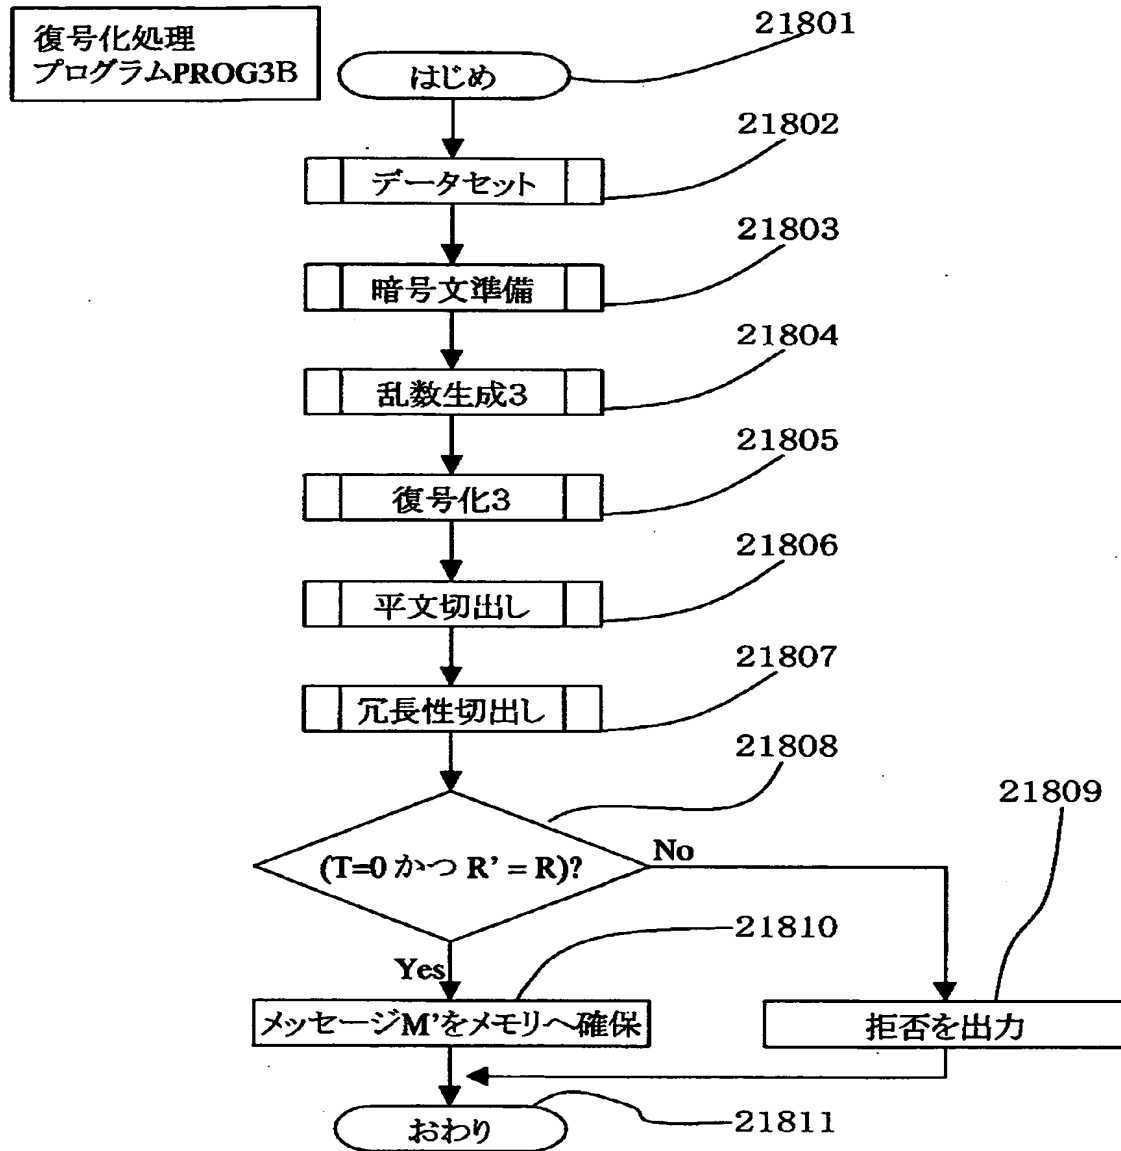 復号化処理
プログラムPROG3B
はじめ
21801
データセット
21802
暗号文準備
21803
乱数生成3
21804
復号化3
21805
平文切出し
21806
冗長性切出し
21807
(T=0 かつ R' = R)?
21808
No
21809
Yes
21810
メッセージM'をメモリへ確保
拒否を出力
おわり
21811